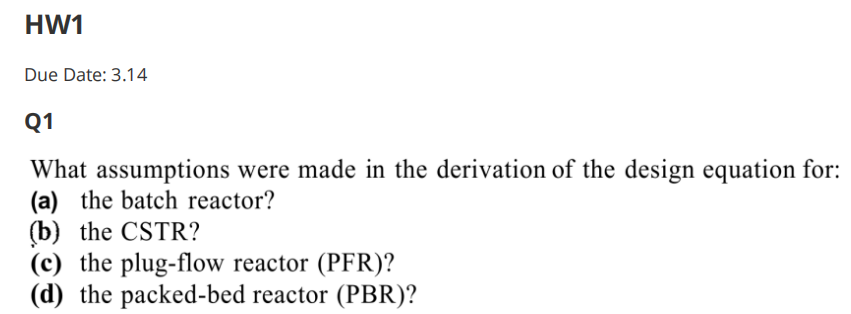 HW1
Due Date: 3.14
Q1
What assumptions were made in the derivation of the design equation for:
(a) the batch reactor?
(b) the CSTR?
(c) the plug-flow reactor (PFR)?
(d) the packed-bed reactor (PBR)?